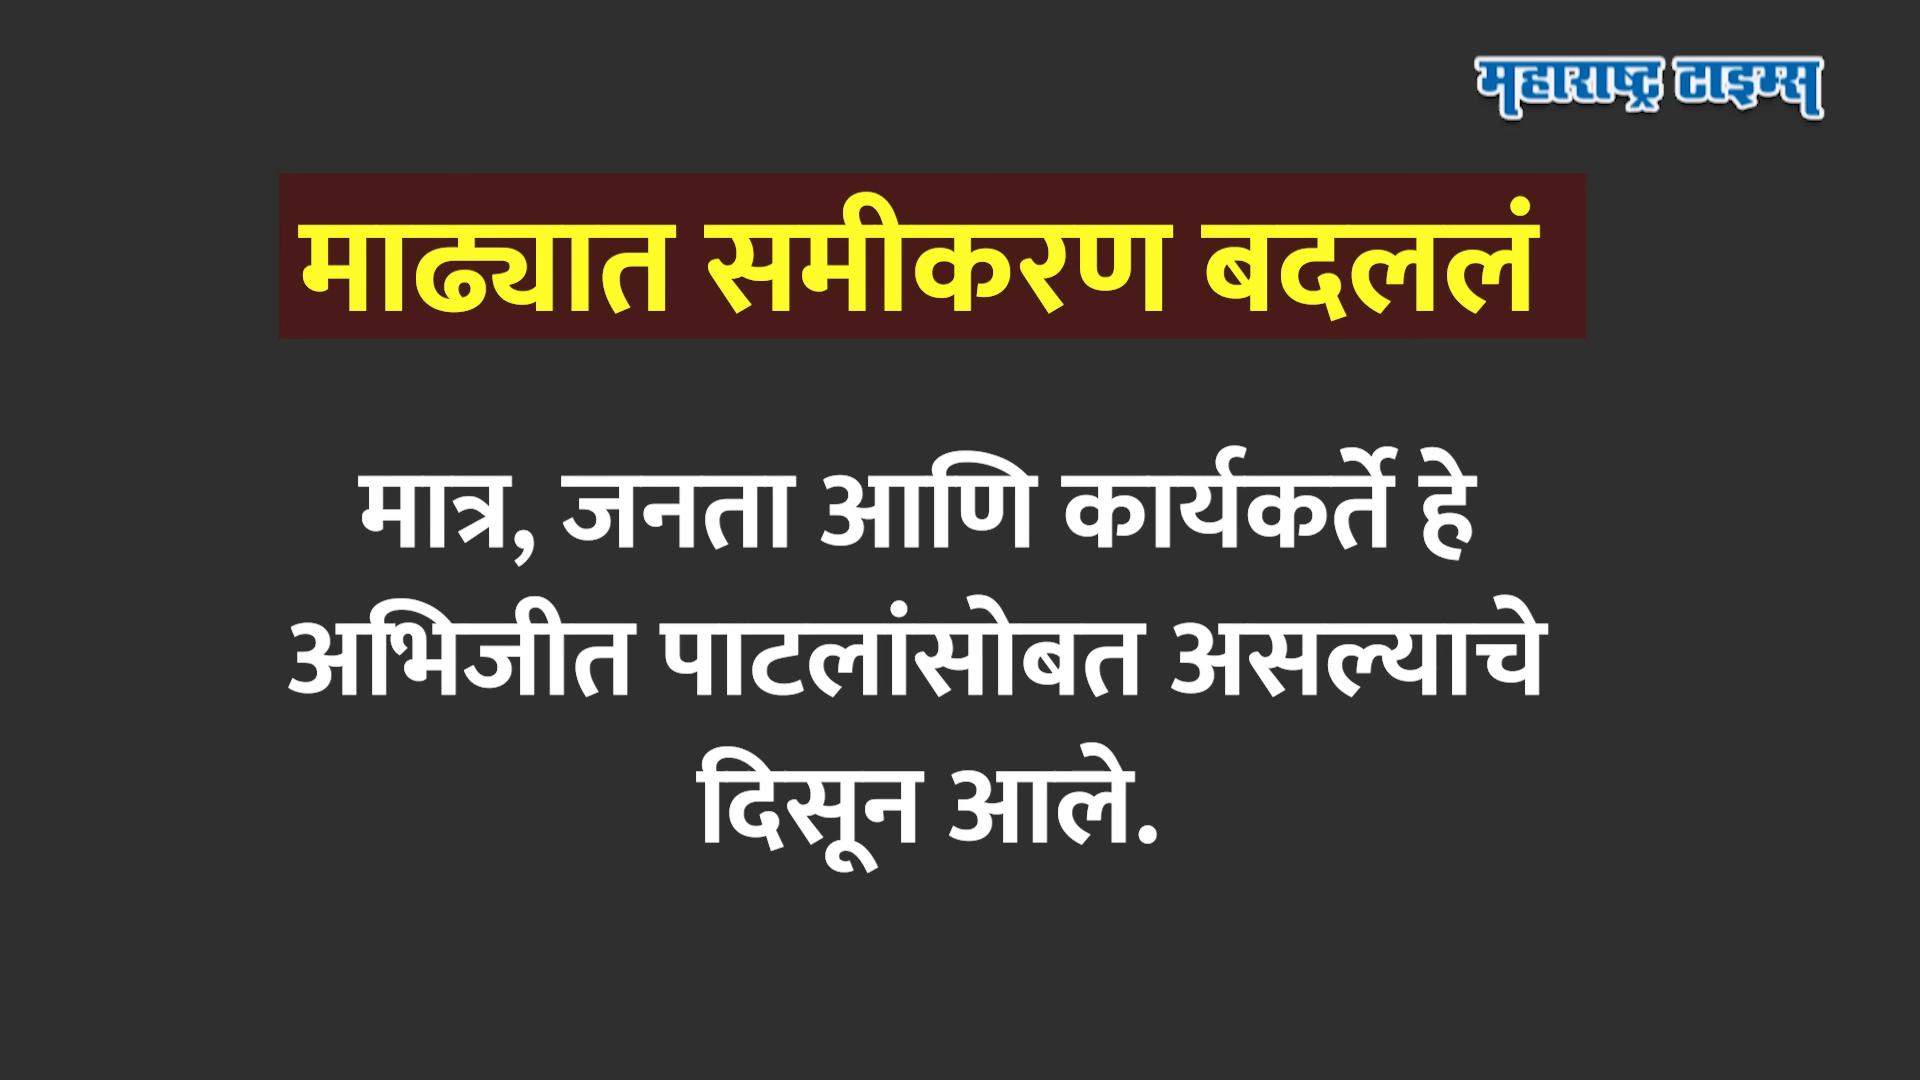 महाराष्ट्र टाइम्स
माढ्यात समीकरण बदललं
मात्र, जनता आणि कार्यकर्ते हे
अभिजीत पाटलांसोबत असल्याचे
दिसून आले.